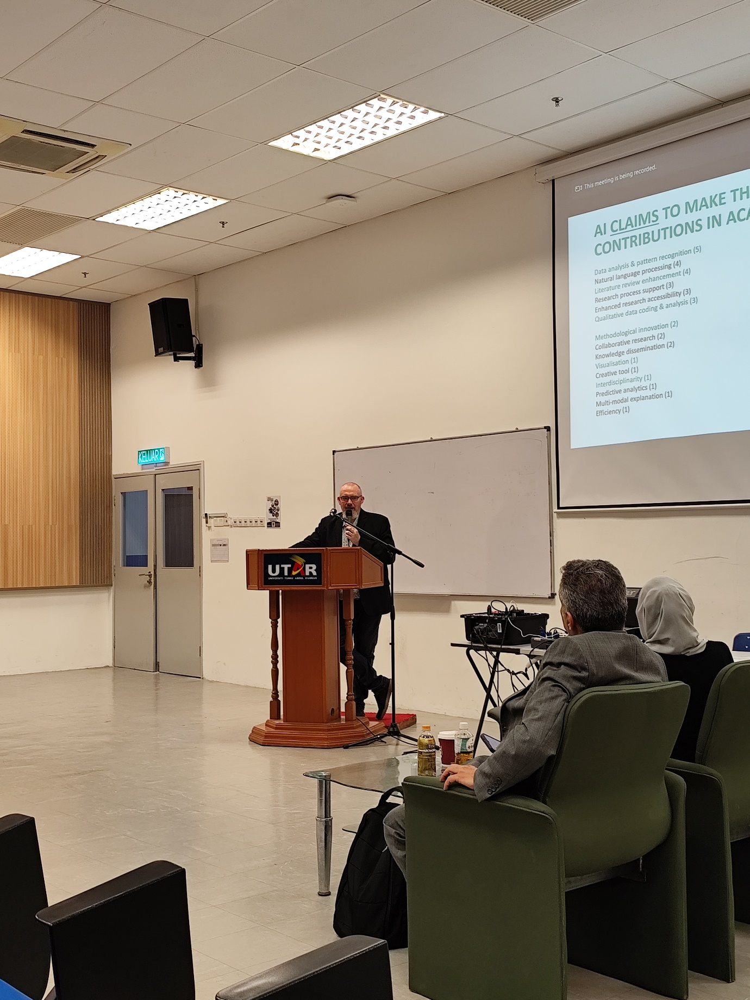 This meeting is being recorded.
AI CLAIMS TO MAKE TH
CONTRIBUTIONS IN ACA
Data analysis & pattern recognition (5)
Natural language processing (4)
Literature review enhancement (4)
Research process support (3)
Enhanced research accessibility (3)
Qualitative data coding & analysis (3)
Methodological innovation (2)
Collaborative research (2)
Knowledge dissemination (2)
Visualisation (1)
Creative tool (1)
Interdisciplinarity (1)
Predictive analytics (1)
Multi-modal explanation (1)
Efficiency (1)
KELUAR
UTAR
UNIVERSITI TUNKU ABDUL RAHMAN